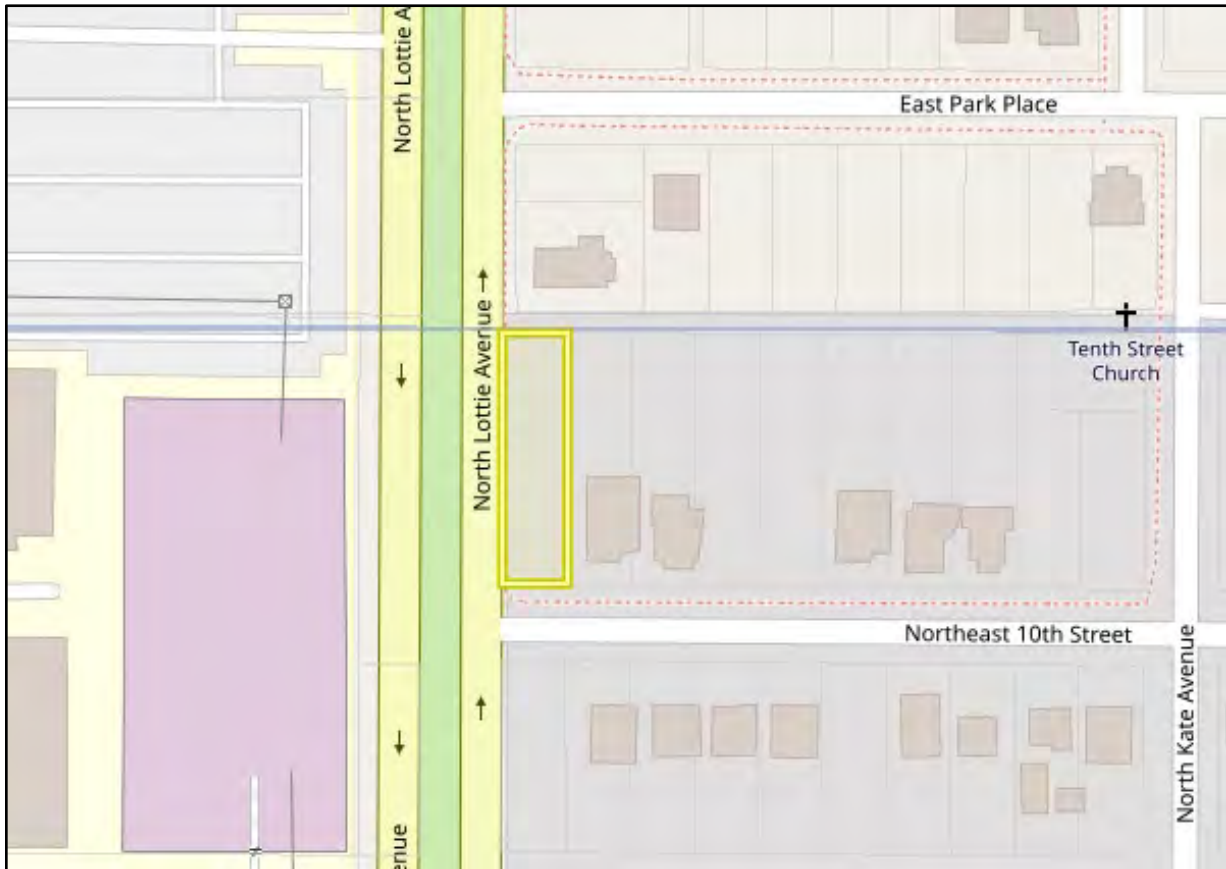 North Lottie A
East Park Place
North Lottie Avenue
Tenth Street
Church
Northeast 10th Street
North Kate Avenue
enue